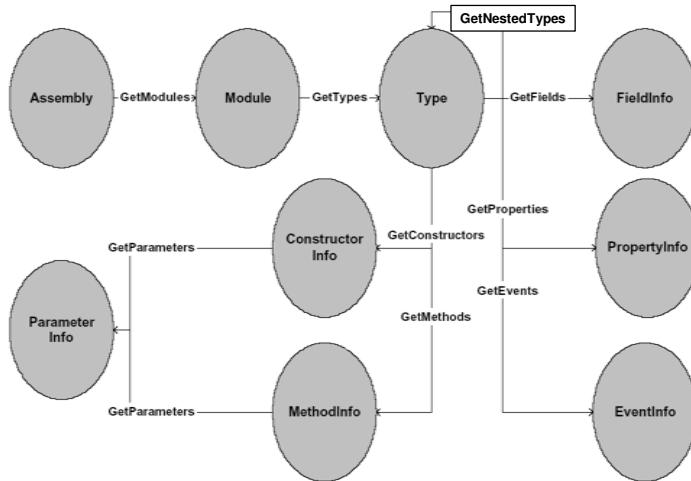 GetNestedTypes
Assembly
GetModules
Module
GetTypes
Type
GetFields
FieldInfo
GetProperties
GetParameters
Constructor
Info
GetConstructors
PropertyInfo
GetEvents
Parameter
Info
GetMethods
GetParameters
MethodInfo
EventInfo